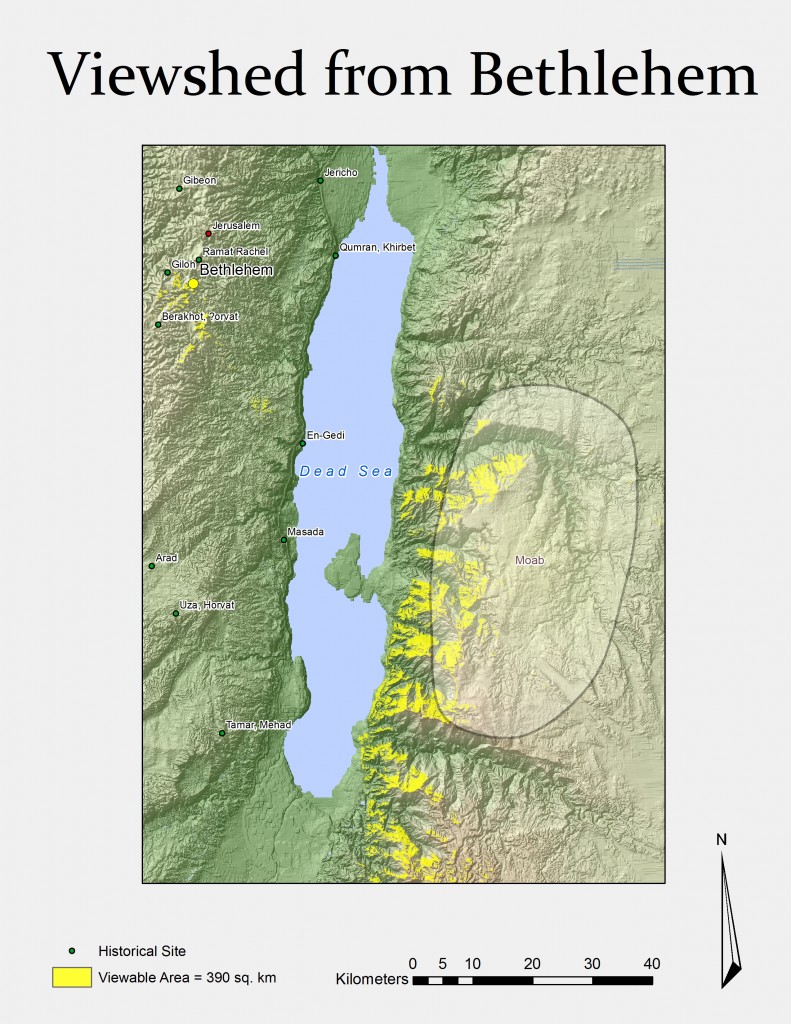 Viewshed from Bethlehem
Jericho
Gibeon
Jerusalem
Qumran, Khirbet
Ramat Rachel
Giloh
Bethlehem
Berakhot,
En-Gedi
Dead Sea
Masada
Arad
Moab
Uza, Horvat
Tamar, Mehad
N
Historical Site
Viewable Area = 390 sq. km
0 5 10 20 30 40
Kilometers